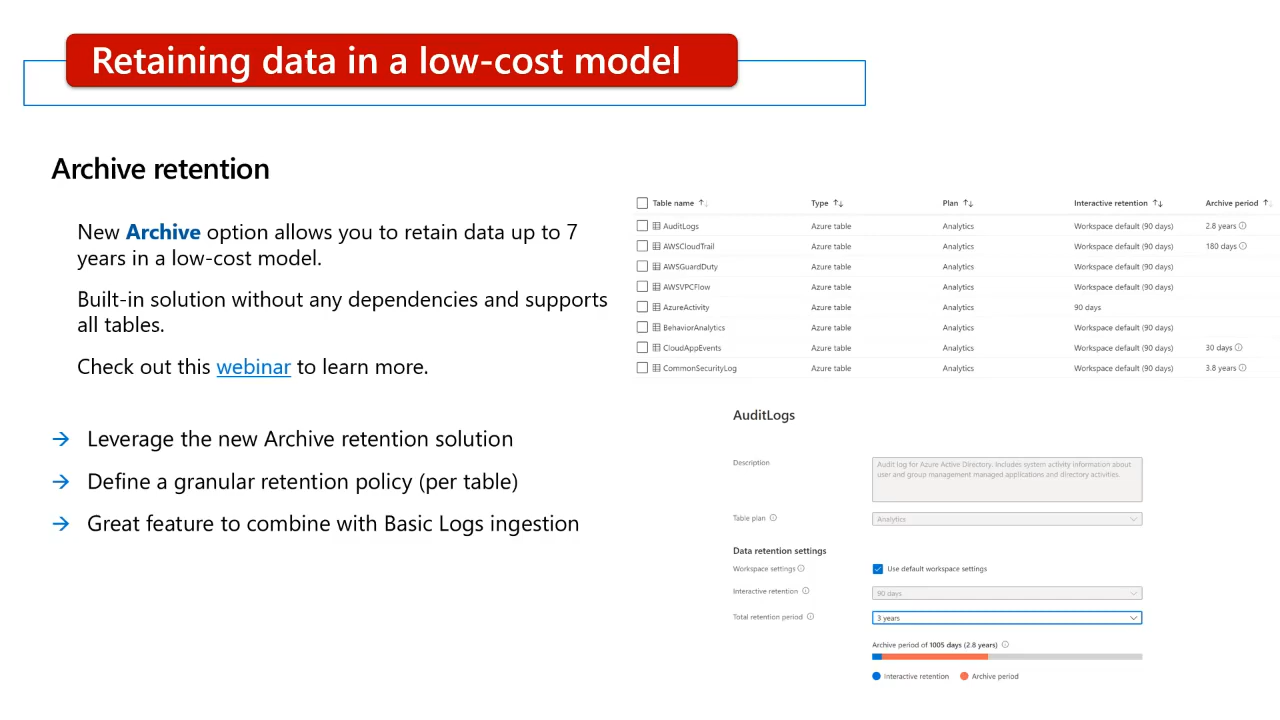 Retaining data in a low-cost model
Archive retention
New Archive option allows you to retain data up to 7
years in a low-cost model.
Built-in solution without any dependencies and supports
all tables.
Check out this webinar to learn more.
→ Leverage the new Archive retention solution
→ Define a granular retention policy (per table)
→ Great feature to combine with Basic Logs ingestion
Table name ↑↓ Type ↑↓ Plan ↑↓ Interactive retention ↑↓ Archive period ↑↓
AuditLogs Azure table Analytics Workspace default (90 days) 2.8 years
AWSCloudTrail Azure table Analytics Workspace default (90 days) 180 days
AWSGuardDuty Azure table Analytics Workspace default (90 days)
AWSVPCFlow Azure table Analytics Workspace default (90 days)
AzureActivity Azure table Analytics 90 days
BehaviorAnalytics Azure table Analytics Workspace default (90 days)
CloudAppEvents Azure table Analytics Workspace default (90 days) 30 days
CommonSecurityLog Azure table Analytics Workspace default (90 days) 3.8 years
AuditLogs
Description
Audit log for Azure Active Directory. Includes system activity information about
user and group management managed applications and directory activities.
Table plan Analytics
Data retention settings
Workspace settings Use default workspace settings
Interactive retention 90 days
Total retention period 3 years
Archive period of 1005 days (2.8 years)
Interactive retention Archive period